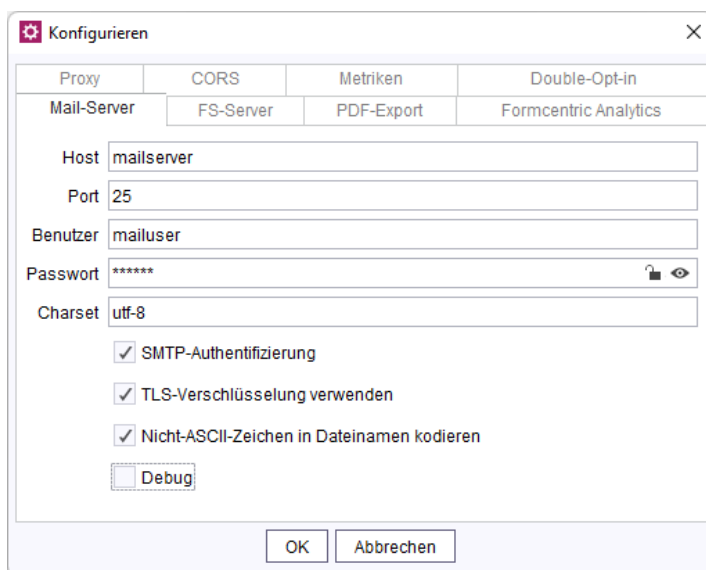 Konfigurieren
Proxy CORS Metriken Double-Opt-in
Mail-Server FS-Server PDF-Export Formcentric Analytics
Host mailserver
Port 25
Benutzer mailuser
Passwort ******
Charset utf-8
SMTP-Authentifizierung
TLS-Verschlüsselung verwenden
Nicht-ASCII-Zeichen in Dateinamen kodieren
Debug
OK Abbrechen